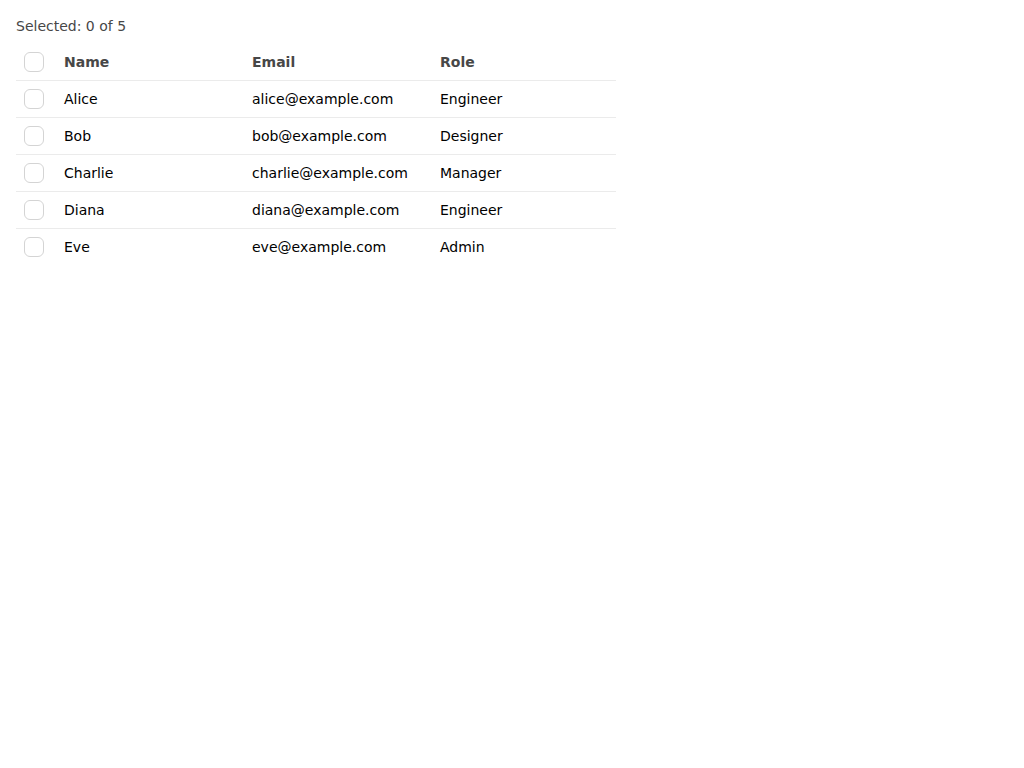 Selected: 0 of 5
Name Email Role
Alice alice@example.com Engineer
Bob bob@example.com Designer
Charlie charlie@example.com Manager
Diana diana@example.com Engineer
Eve eve@example.com Admin